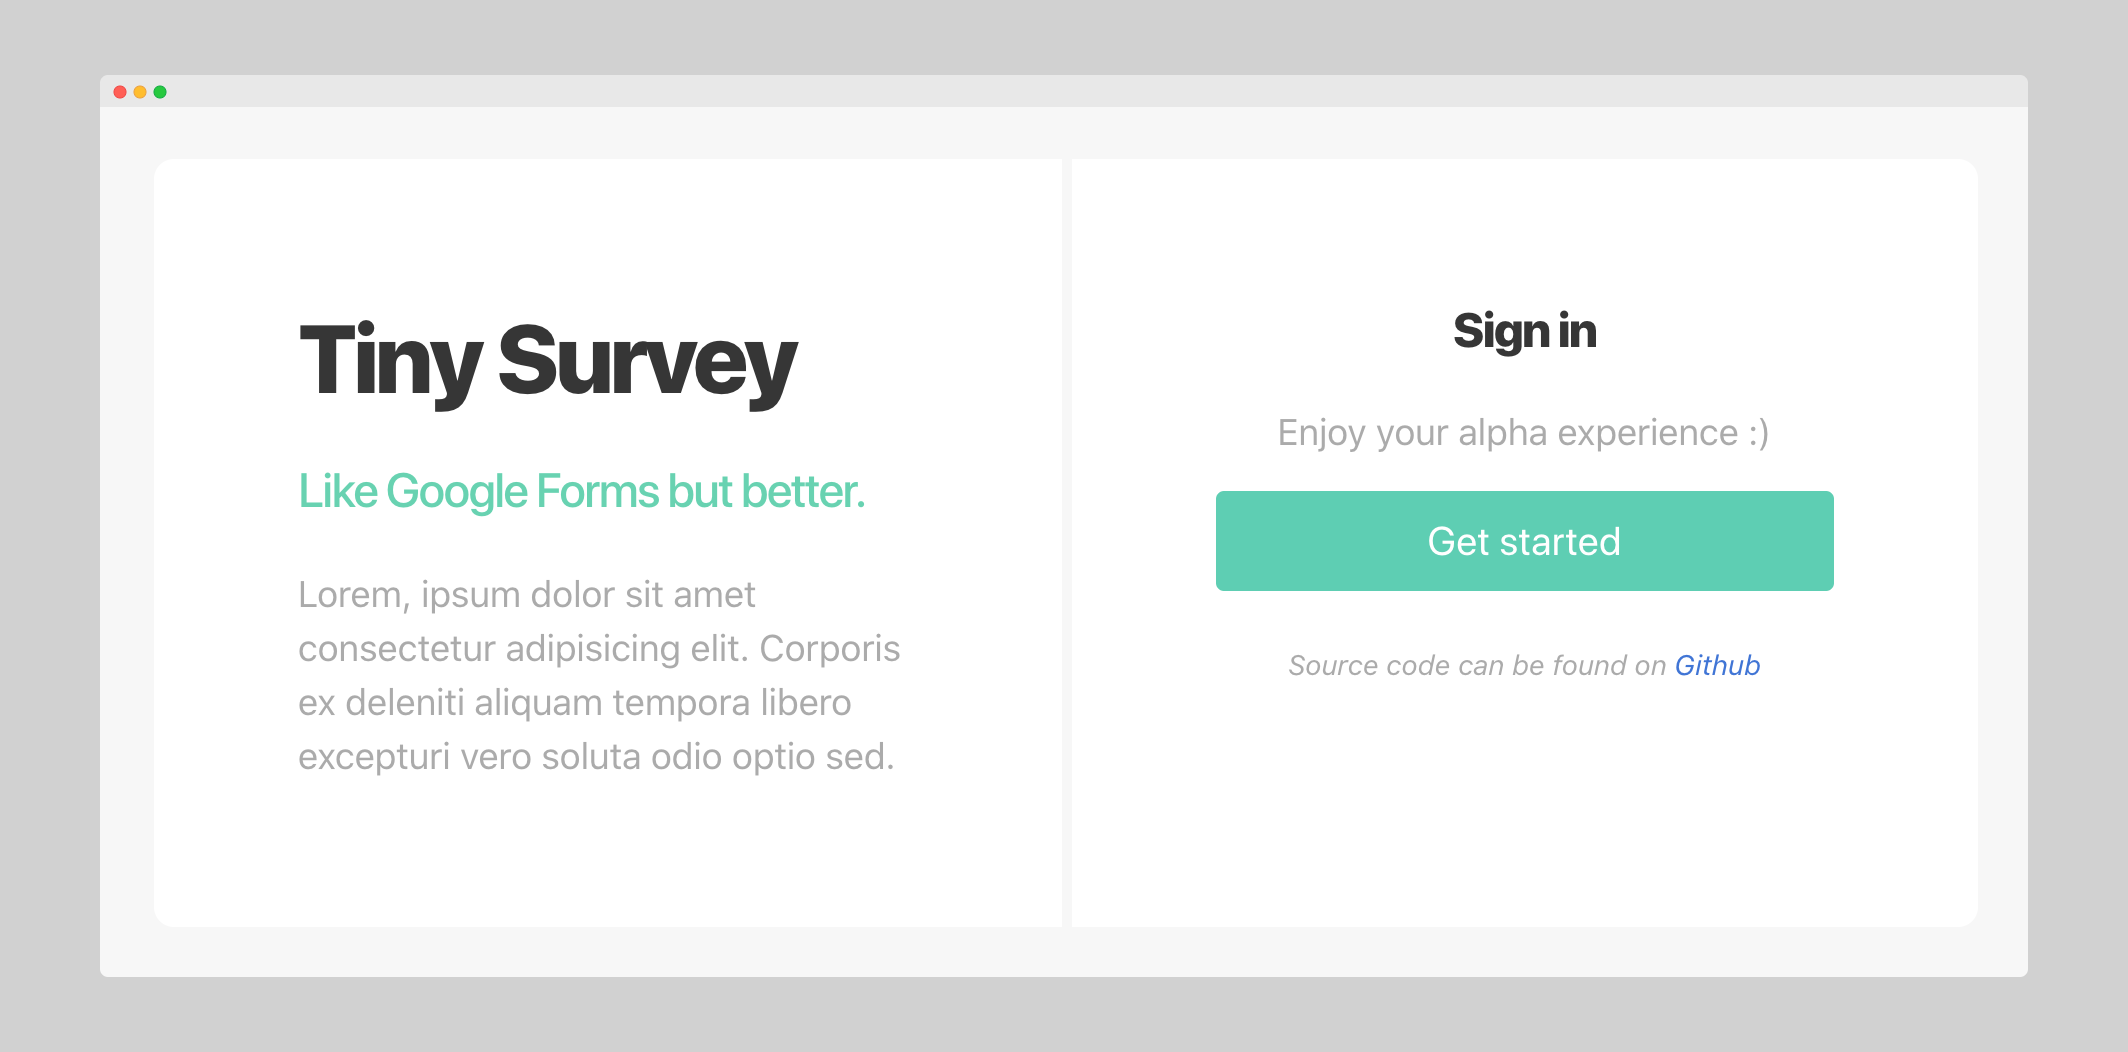 Tiny Survey
Like Google Forms but better.
Lorem, ipsum dolor sit amet
consectetur adipisicing elit. Corporis
ex deleniti aliquam tempora libero
excepturi vero soluta odio optio sed.
Sign in
Enjoy your alpha experience :)
Get started
Source code can be found on Github